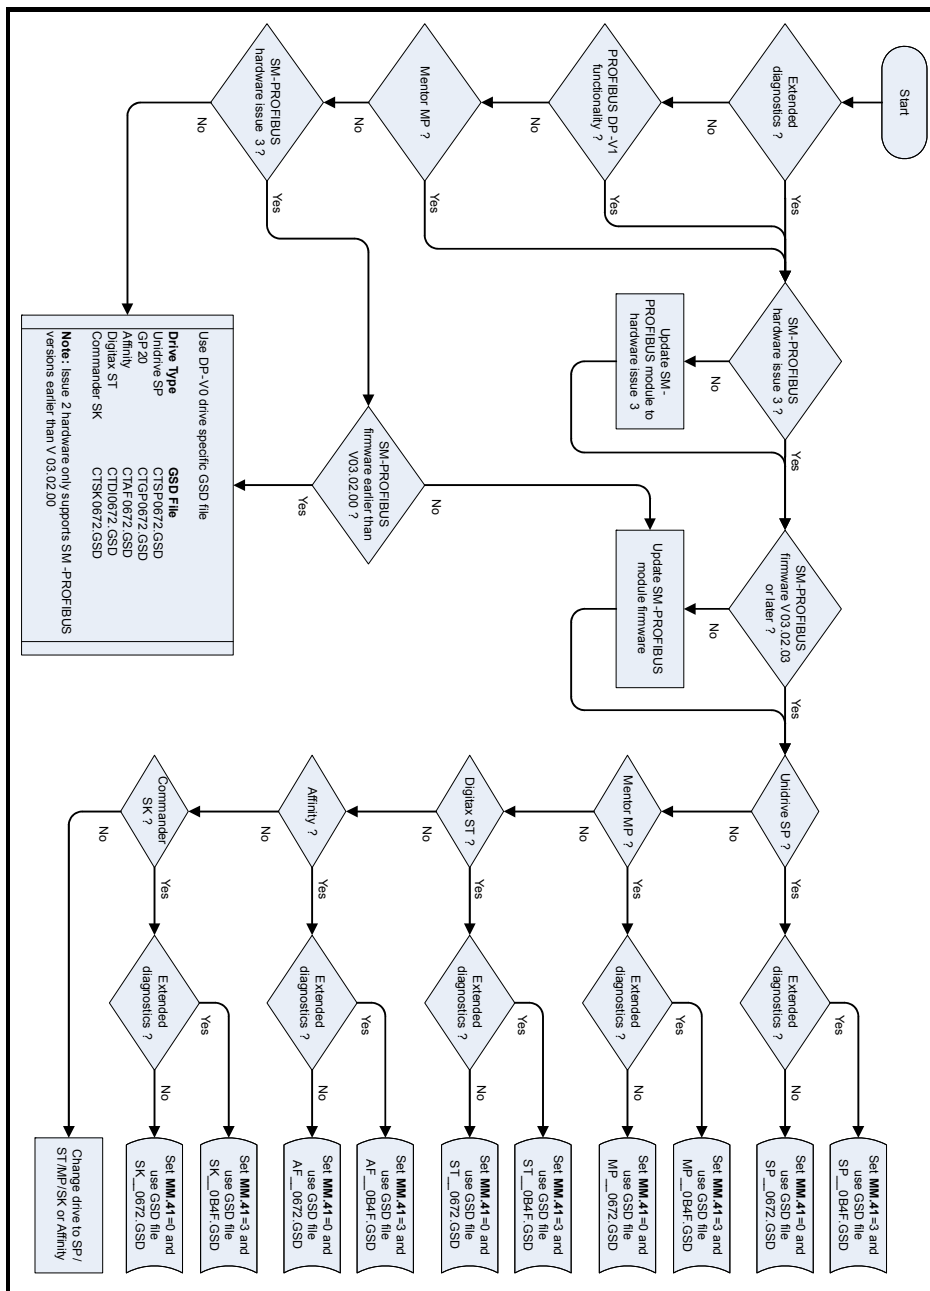 Start
Extended
diagnostics ?
No
Yes
PROFIBUS DP -V1
functionality ?
No
Yes
Mentor MP ?
No
Yes
SM-PROFIBUS
hardware issue 3 ?
No
Yes
SM-PROFIBUS
hardware issue 3 ?
No
Yes
Update SM-
PROFIBUS module to
hardware issue 3
SM-PROFIBUS
firmware earlier than
V03.02.00 ?
No
Yes
Use DP-V0 drive specific GSD file
Drive Type GSD File
Unidrive SP CTSP0672.GSD
GP20 CTGP0672.GSD
Affinity CTAF0672.GSD
Digitax ST CTDI0672.GSD
Commander SK CTSK0672.GSD
Note: Issue 2 hardware only supports SM -PROFIBUS
versions earlier than V 03.02.00
SM-PROFIBUS
firmware V 03.02.03
or later ?
No
Yes
Update SM-PROFIBUS
module firmware
Unidrive SP ?
No
Yes
Extended
diagnostics ?
Yes
No
Set MM.41=3 and
use GSD file
SP__0B4F.GSD
Set MM.41=0 and
use GSD file
SP__0672.GSD
Mentor MP ?
No
Yes
Extended
diagnostics ?
Yes
No
Set MM.41=3 and
use GSD file
MP__0B4F.GSD
Set MM.41=0 and
use GSD file
MP__0672.GSD
Digitax ST ?
No
Yes
Extended
diagnostics ?
Yes
No
Set MM.41=3 and
use GSD file
ST__0B4F.GSD
Set MM.41=0 and
use GSD file
ST__0672.GSD
Affinity ?
No
Yes
Extended
diagnostics ?
Yes
No
Set MM.41=3 and
use GSD file
AF__0B4F.GSD
Set MM.41=0 and
use GSD file
AF__0672.GSD
Commander
SK ?
No
Yes
Extended
diagnostics ?
Yes
No
Set MM.41=3 and
use GSD file
SK__0B4F.GSD
Set MM.41=0 and
use GSD file
SK__0672.GSD
Change drive to SP /
ST /MP/SK or Affinity